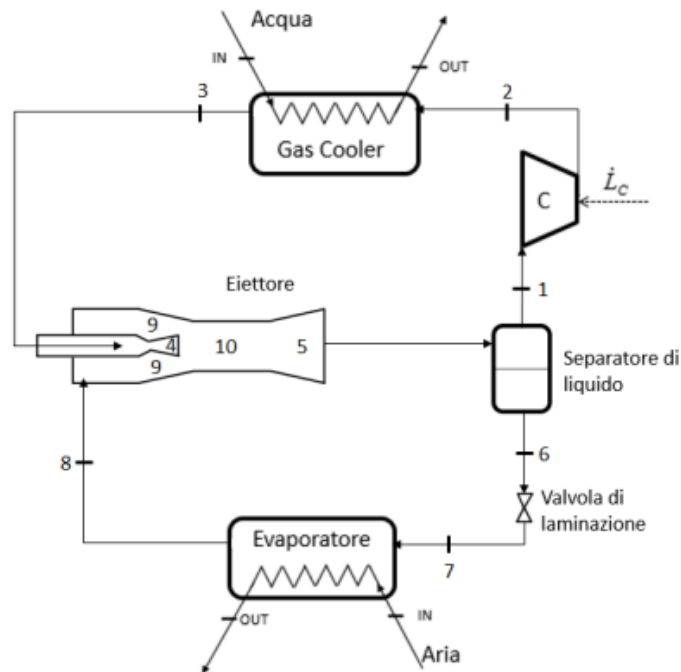 Acqua
IN
OUT
3
2
Gas Cooler
C
L̇_C
1
Eiettore
9
4
10
5
9
Separatore di
liquido
8
6
Valvola di
laminazione
Evaporatore
7
OUT
IN
Aria